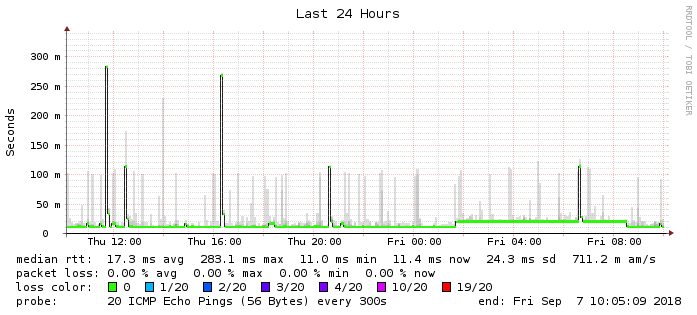 Last 24 Hours
RRDTOOL / TOBI OETIKER
Seconds
300 m
250 m
200 m
150 m
100 m
50 m
0
Thu 12:00 Thu 16:00 Thu 20:00 Fri 00:00 Fri 04:00 Fri 08:00
median rtt: 17.3 ms avg 283.1 ms max 11.0 ms min 11.4 ms now 24.3 ms sd 711.2 m am/s
packet loss: 0.00 % avg 0.00 % max 0.00 % min 0.00 % now
loss color: 0 1/20 2/20 3/20 4/20 10/20 19/20
probe: 20 ICMP Echo Pings (56 Bytes) every 300s end: Fri Sep 7 10:05:09 2018